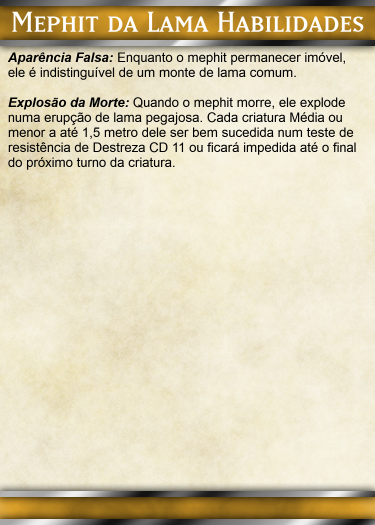 Mephit da Lama Habilidades
Aparência Falsa: Enquanto o mephit permanecer imóvel,
ele é indistinguível de um monte de lama comum.
Explosão da Morte: Quando o mephit morre, ele explode
numa erupção de lama pegajosa. Cada criatura Média ou
menor a até 1,5 metro dele ser bem sucedida num teste de
resistência de Destreza CD 11 ou ficará impedida até o final
do próximo turno da criatura.